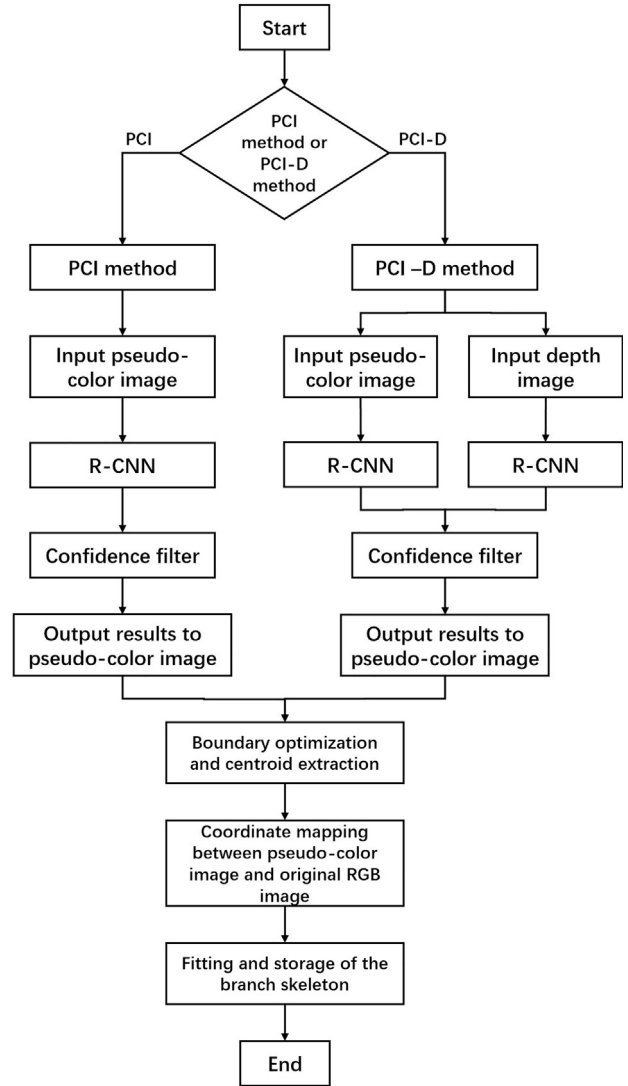 Start
PCI
method or
PCI-D
method
PCI
PCI-D
PCI method
PCI –D method
Input pseudo-
color image
Input pseudo-
color image
Input depth
image
R-CNN
R-CNN
R-CNN
Confidence filter
Confidence filter
Output results to
pseudo-color image
Output results to
pseudo-color image
Boundary optimization
and centroid extraction
Coordinate mapping
between pseudo-color
image and original RGB
image
Fitting and storage of the
branch skeleton
End